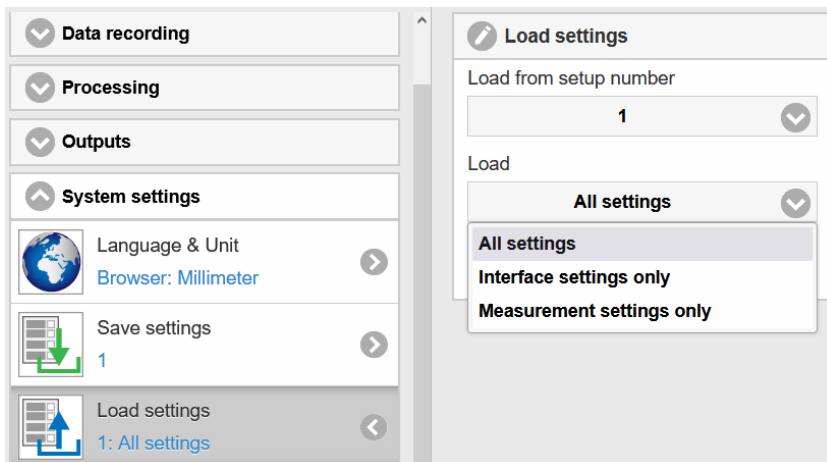 Data recording
Processing
Outputs
System settings
Language & Unit
Browser: Millimeter
Save settings
1
Load settings
1: All settings
Load settings
Load from setup number
1
Load
All settings
All settings
Interface settings only
Measurement settings only